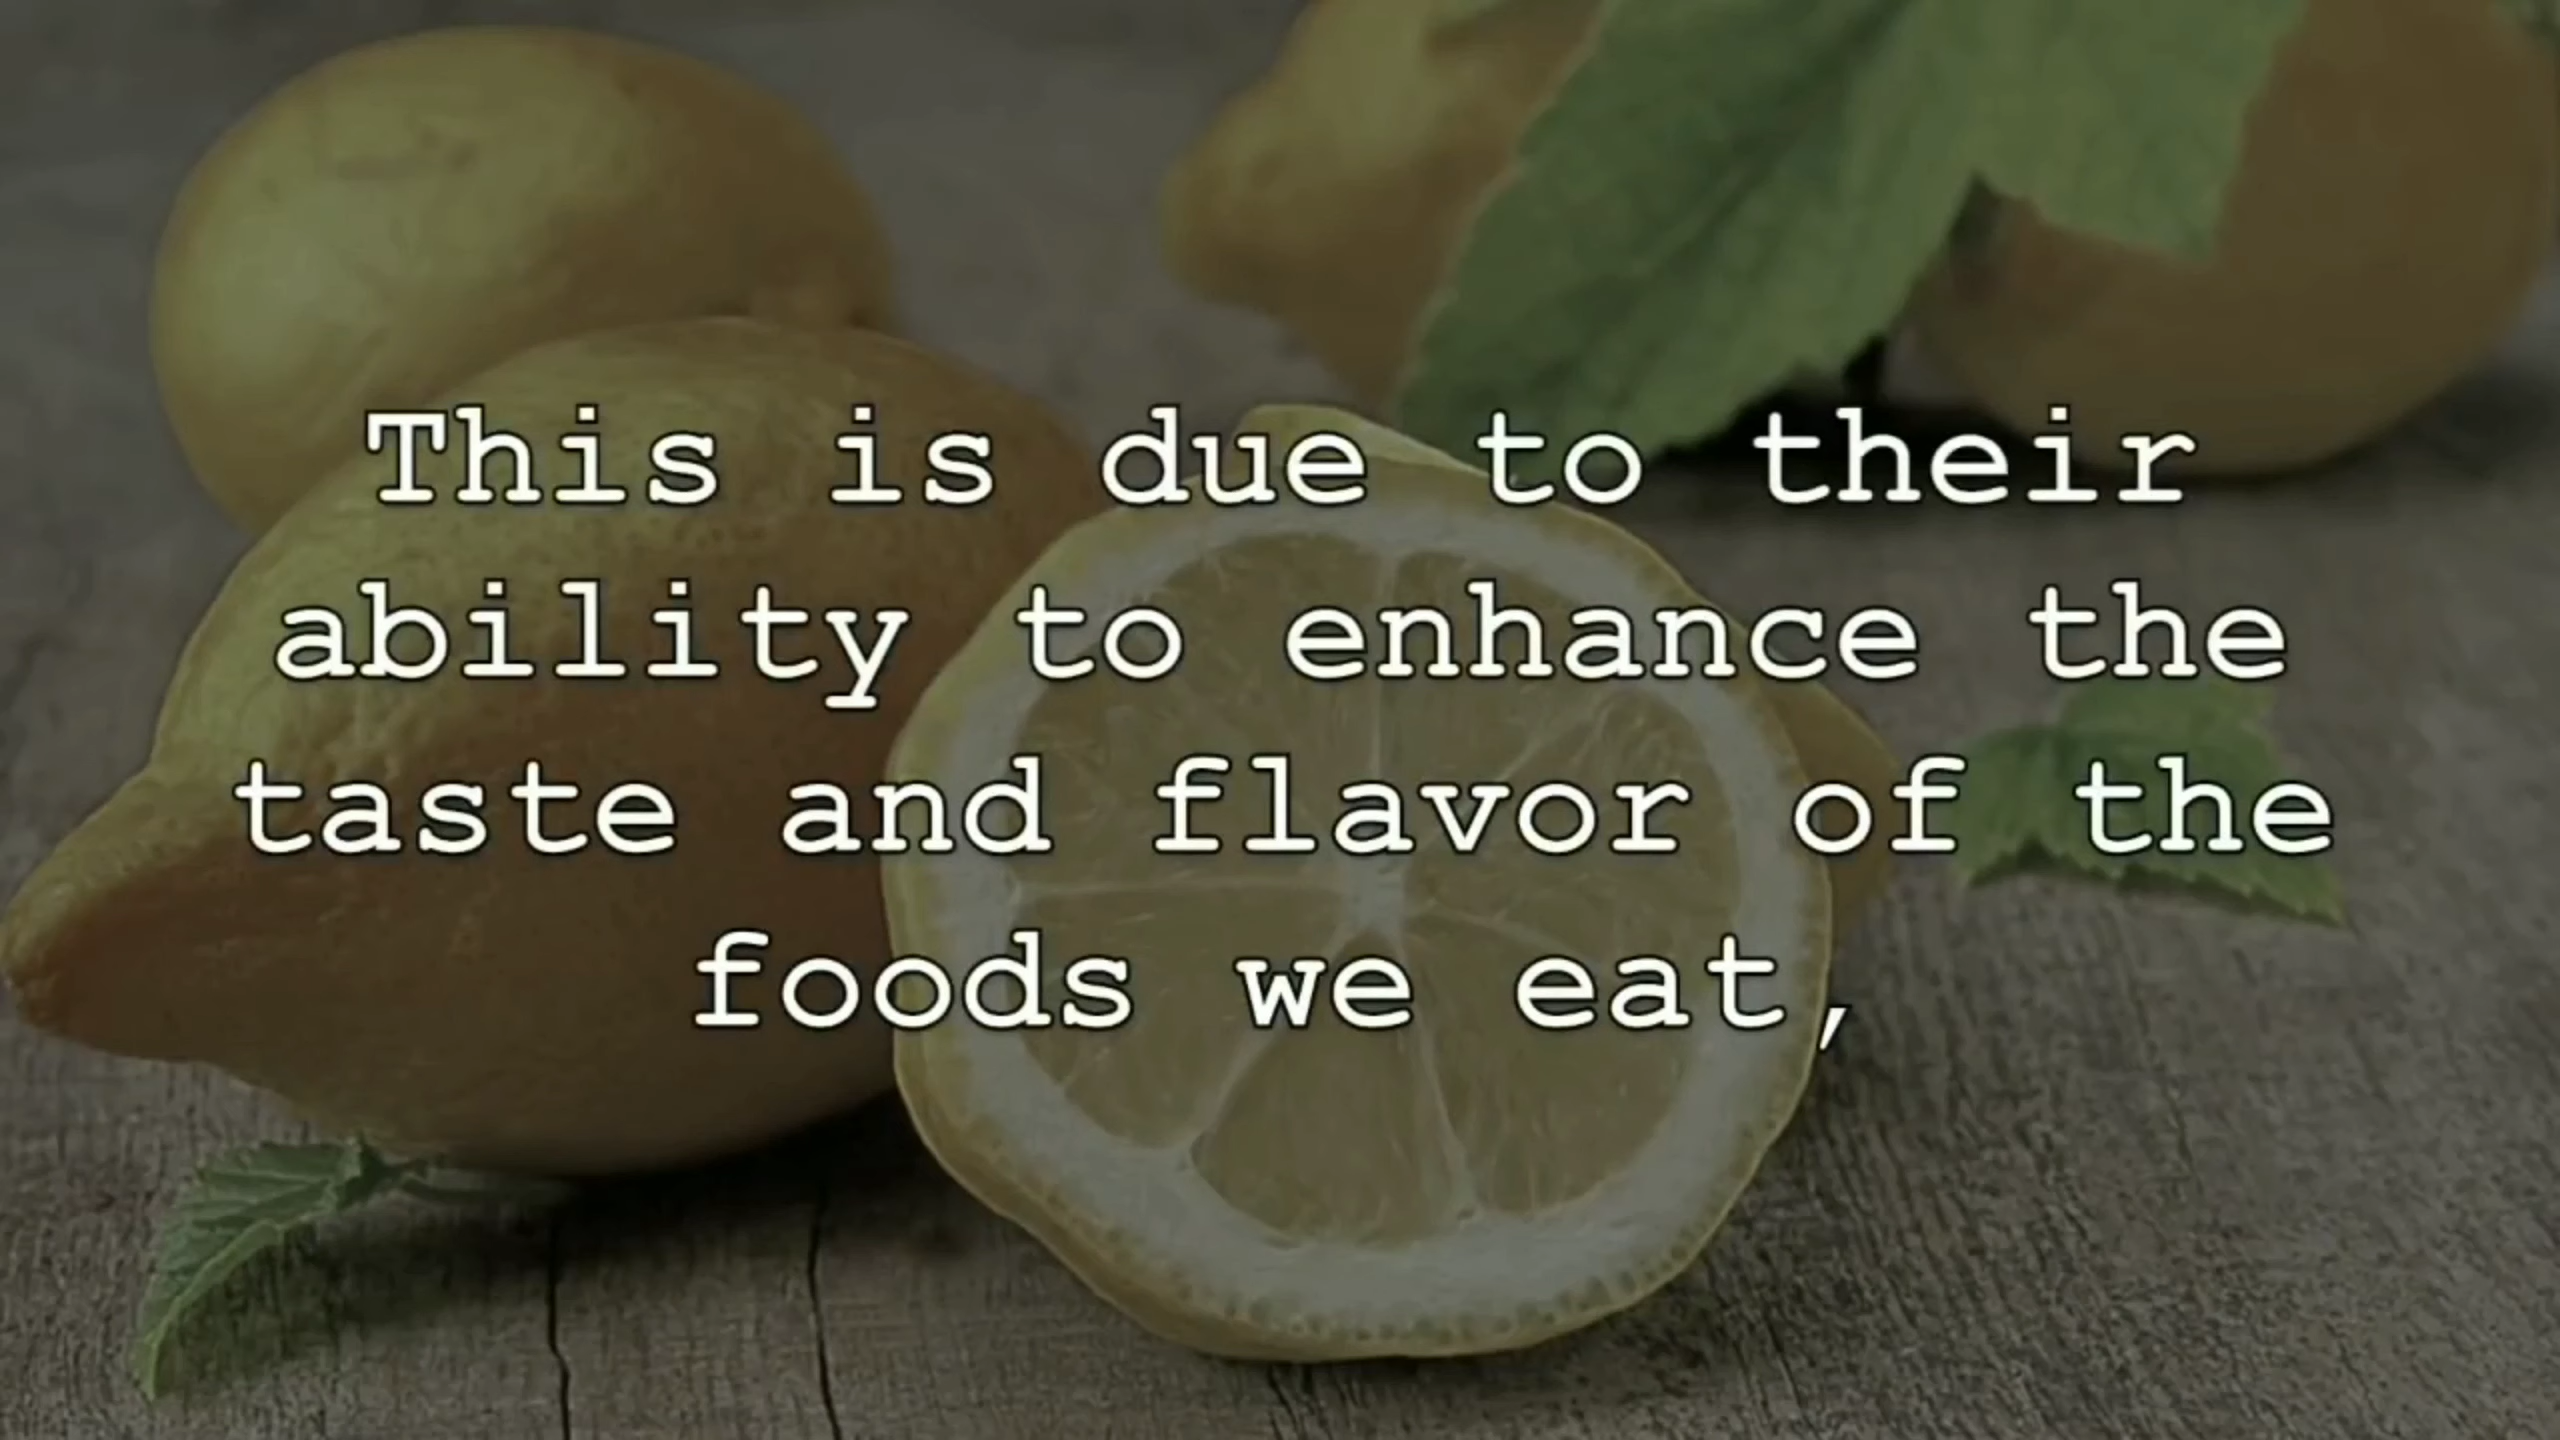 This is due to their
ability to enhance the
taste and flavor of the
foods we eat,